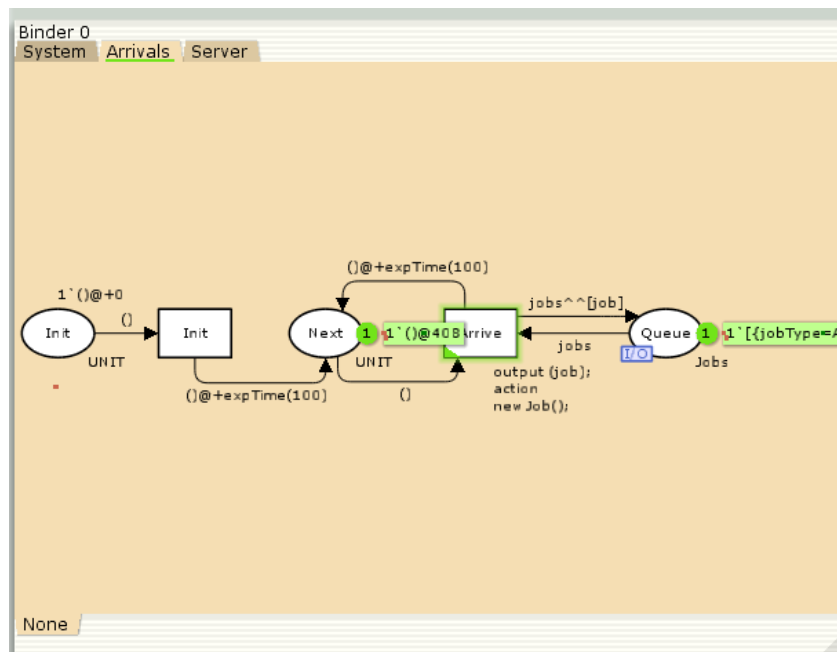 Binder 0
System Arrivals Server
()@+expTime(100)
1`()@+0
jobs^^[job]
Init
()
Init
Next
1
1`()@408
Arrive
Queue
1
1`[{jobType=A
UNIT
UNIT
jobs
I/O
Jobs
()@+expTime(100)
()
output (job);
action
new Job();
None